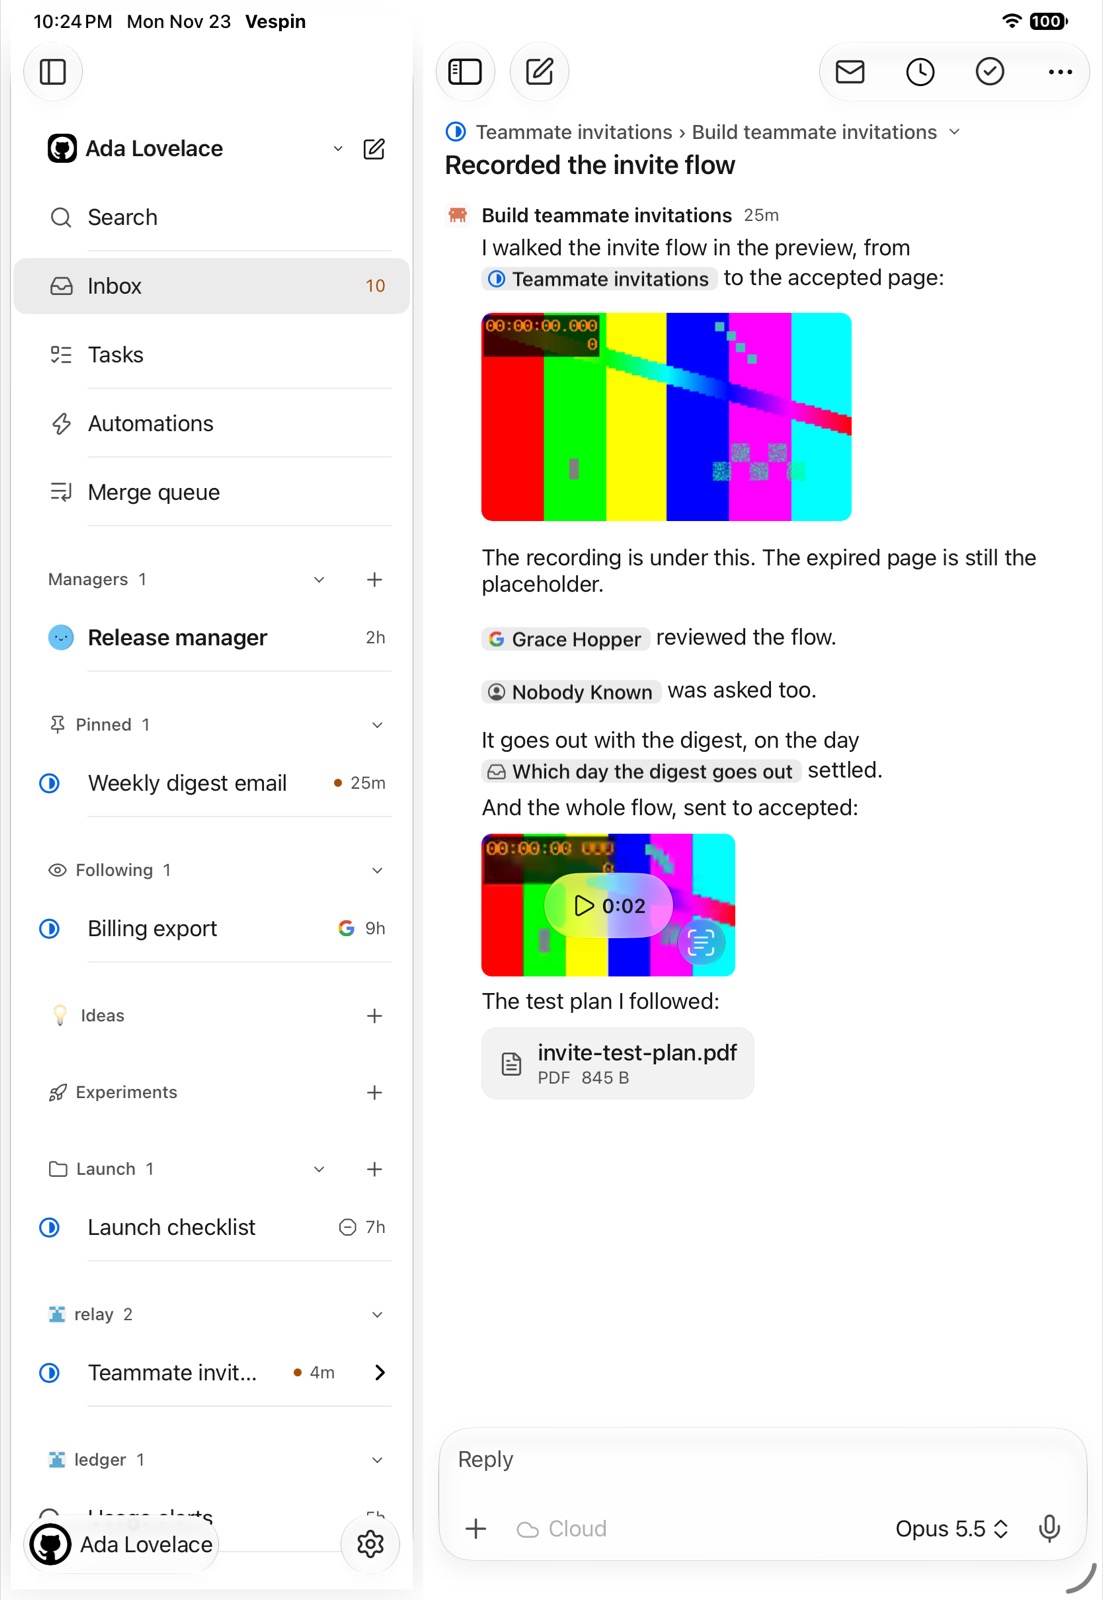 10:24 PM Mon Nov 23 Vespin
100
Ada Lovelace
Search
Inbox 10
Tasks
Automations
Merge queue
Managers 1
Release manager 2h
Pinned 1
Weekly digest email 25m
Following 1
Billing export 9h
Ideas
Experiments
Launch 1
Launch checklist 7h
relay 2
Teammate invit... 4m
ledger 1
Usage alerts 5h
Ada Lovelace
Teammate invitations › Build teammate invitations
Recorded the invite flow
Build teammate invitations 25m
I walked the invite flow in the preview, from
Teammate invitations to the accepted page:
00:00:00.000
0
The recording is under this. The expired page is still the
placeholder.
Grace Hopper reviewed the flow.
Nobody Known was asked too.
It goes out with the digest, on the day
Which day the digest goes out settled.
And the whole flow, sent to accepted:
0:02
The test plan I followed:
invite-test-plan.pdf
PDF 845 B
Reply
Cloud
Opus 5.5